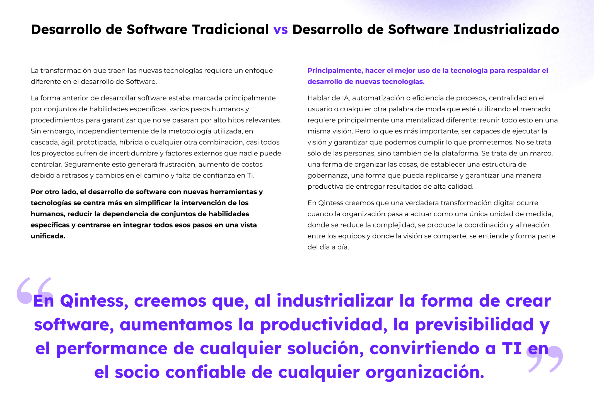 Desarrollo de Software Tradicional vs Desarrollo de Software Industrializado
La transformación que traen las nuevas tecnologías requiere un enfoque
diferente en el desarrollo de Software.
La forma anterior de desarrollar software estaba marcada principalmente
por conjuntos de habilidades específicas, varios pasos humanos y
procedimientos para garantizar que no se pasaran por alto hitos relevantes.
Sin embargo, independientemente de la metodología utilizada, en
cascada, ágil, prototipada, híbrida o cualquier otra combinación, casi todos
los proyectos sufren de incertidumbre y factores externos que nadie puede
controlar. Seguramente esto generará frustración, aumento de costos
debido a retrasos y cambios en el camino y falta de confianza en TI.
Por otro lado, el desarrollo de software con nuevas herramientas y
tecnologías se centra más en simplificar la intervención de los
humanos, reducir la dependencia de conjuntos de habilidades
específicas y centrarse en integrar todos esos pasos en una vista
unificada.
Principalmente, hacer el mejor uso de la tecnología para respaldar el
desarrollo de nuevas tecnologías.
Hablar de IA, automatización o eficiencia de procesos, centralidad en el
usuario o cualquier otra palabra de moda que esté utilizando el mercado
requiere principalmente una mentalidad diferente: reunir todo esto en una
misma visión. Pero lo que es más importante, ser capaces de ejecutar la
visión y garantizar que podemos cumplir lo que prometemos. No se trata
solo de las personas, sino también de la plataforma. Se trata de un marco,
una forma de organizar las cosas, de establecer una estructura de
gobernanza, una forma que pueda replicarse y garantizar una manera
productiva de entregar resultados de alta calidad.
En Qintess creemos que una verdadera transformación digital ocurre
cuando la organización pasa a actuar como una única unidad de medida,
donde se reduce la complejidad, se produce la coordinación y alineación
entre los equipos y donde la visión se comparte, se entiende y forma parte
del día a día.
“En Qintess, creemos que, al industrializar la forma de crear
software, aumentamos la productividad, la previsibilidad y
el performance de cualquier solución, convirtiendo a TI en
el socio confiable de cualquier organización.”